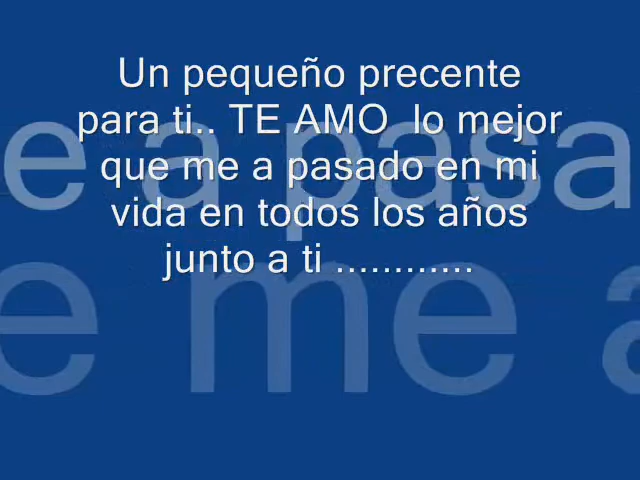 Un pequeño precente
para ti.. TE AMO lo mejor
que me a pasado en mi
vida en todos los años
junto a ti ............
e a pasa
e me a